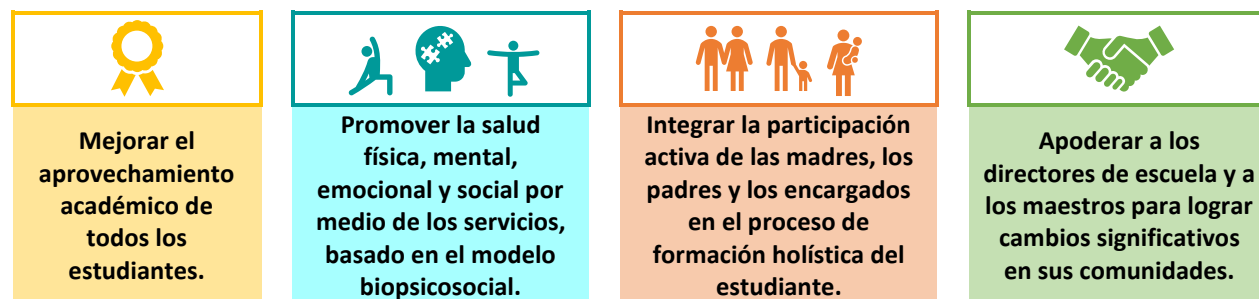 Mejorar el
aprovechamiento
académico de
todos los
estudiantes.
Promover la salud
física, mental,
emocional y social por
medio de los servicios,
basado en el modelo
biopsicosocial.
Integrar la participación
activa de las madres, los
padres y los encargados
en el proceso de
formación holística del
estudiante.
Apoderar a los
directores de escuela y a
los maestros para lograr
cambios significativos
en sus comunidades.